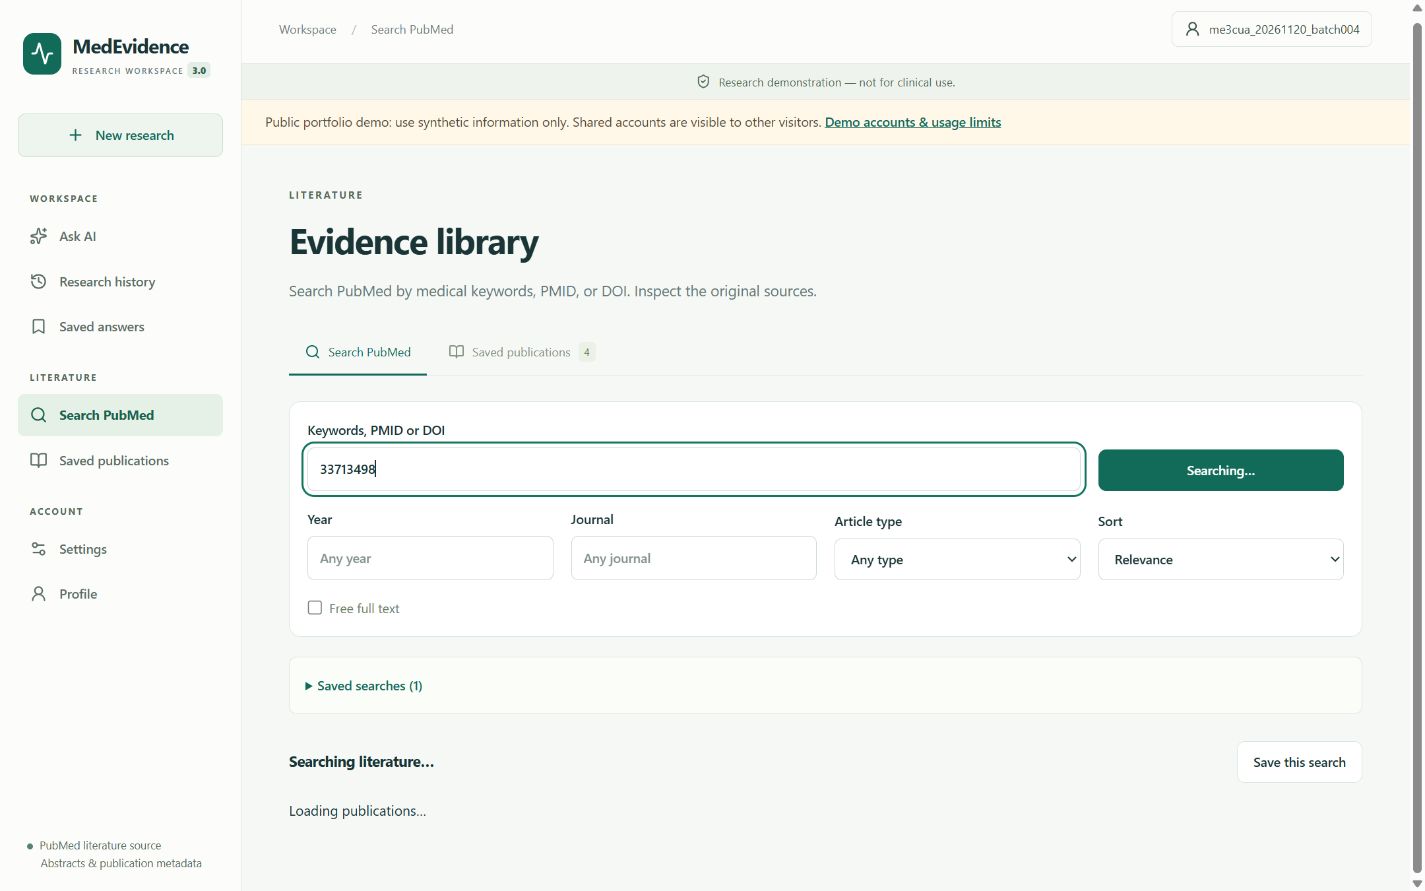 MedEvidence
RESEARCH WORKSPACE 3.0
New research
WORKSPACE
Ask AI
Research history
Saved answers
LITERATURE
Search PubMed
Saved publications
ACCOUNT
Settings
Profile
PubMed literature source
Abstracts & publication metadata
Workspace / Search PubMed
me3cua_20261120_batch004
Research demonstration — not for clinical use.
Public portfolio demo: use synthetic information only. Shared accounts are visible to other visitors. Demo accounts & usage limits
LITERATURE
Evidence library
Search PubMed by medical keywords, PMID, or DOI. Inspect the original sources.
Search PubMed
Saved publications 4
Keywords, PMID or DOI
33713498
Searching...
Year
Journal
Article type
Sort
Any year
Any journal
Any type
Relevance
Free full text
Saved searches (1)
Searching literature...
Save this search
Loading publications...